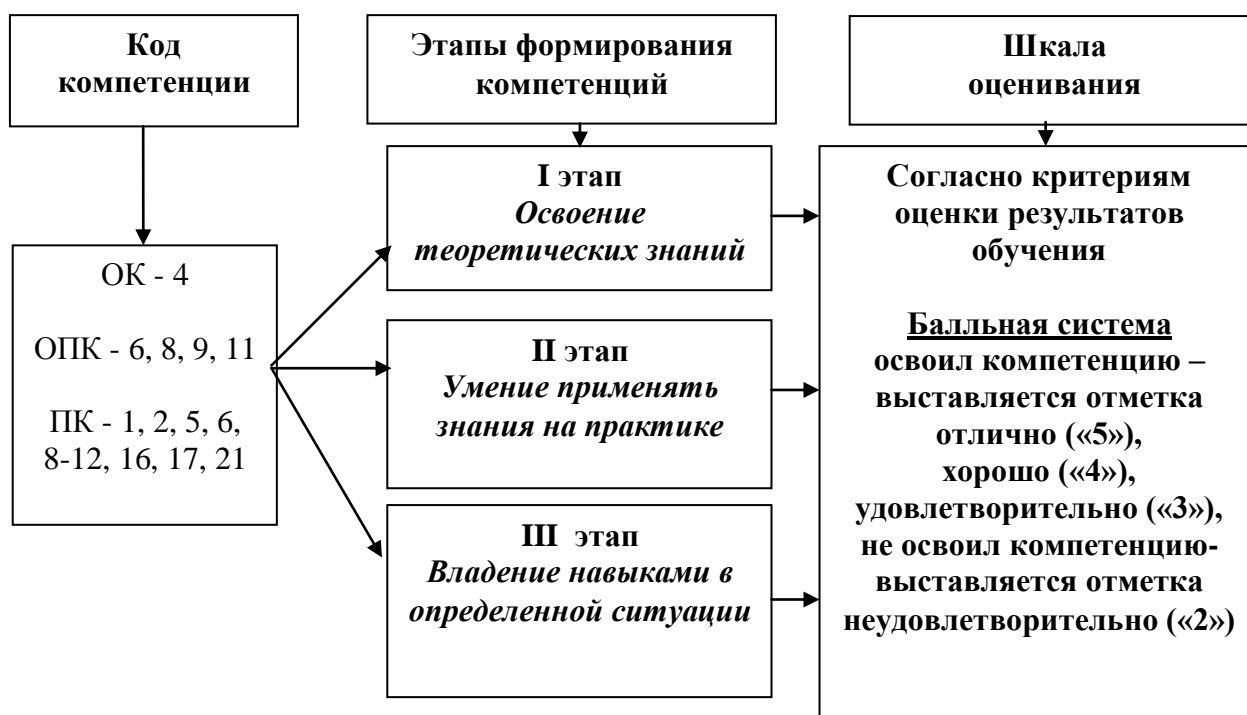 Код
компетенции
Этапы формирования
компетенций
Шкала
оценивания
ОК - 4
ОПК - 6, 8, 9, 11
ПК - 1, 2, 5, 6,
8-12, 16, 17, 21
I этап
Освоение
теоретических знаний
II этап
Умение применять
знания на практике
III этап
Владение навыками в
определенной ситуации
Согласно критериям
оценки результатов
обучения
Балльная система
освоил компетенцию –
выставляется отметка
отлично («5»),
хорошо («4»),
удовлетворительно («3»),
не освоил компетенцию-
выставляется отметка
неудовлетворительно («2»)